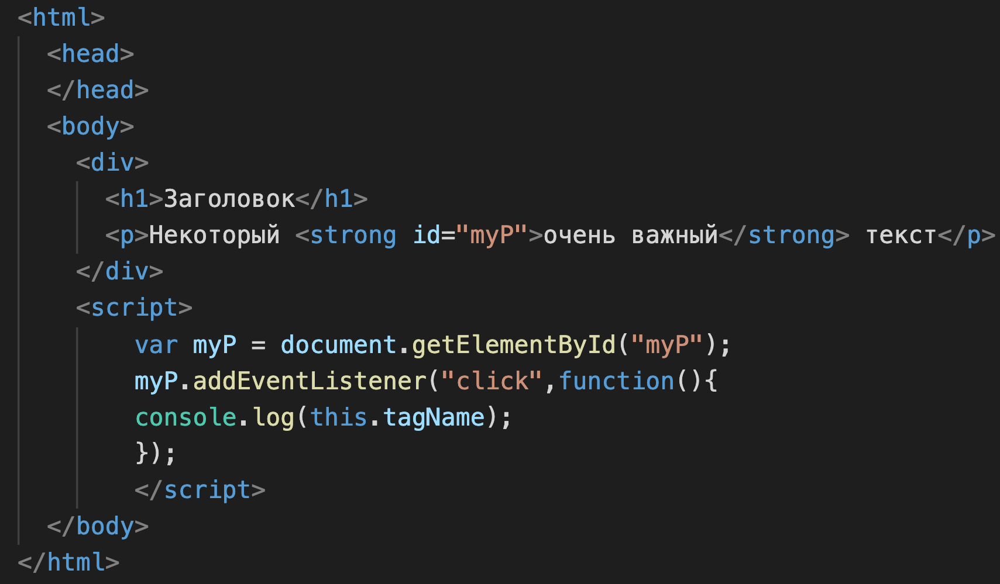 <html>
<head>
</head>
<body>
<div>
<h1>Заголовок</h1>
<p>Некоторый <strong id="myP">очень важный</strong> текст</p>
</div>
<script>
var myP = document.getElementById("myP");
myP.addEventListener("click",function(){
console.log(this.tagName);
});
</script>
</body>
</html>